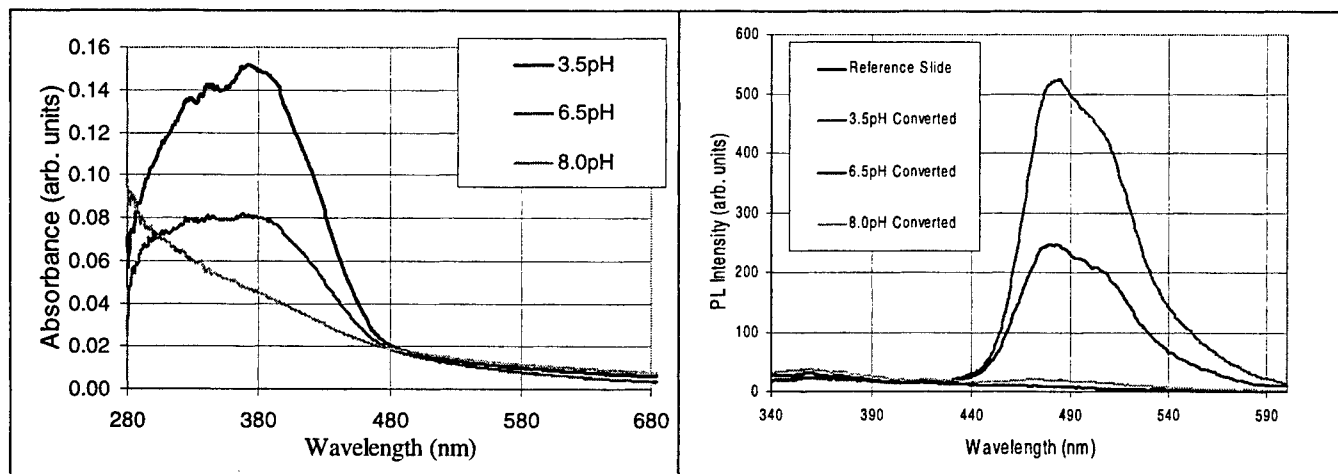 0.16
0.14
0.12
0.10
0.08
0.06
0.04
0.02
0.00
Absorbance (arb. units)
280
380
480
580
680
Wavelength (nm)
3.5pH
6.5pH
8.0pH
600
500
400
300
200
100
0
PL Intensity (arb. units)
340
390
440
490
540
590
Wavelength (nm)
Reference Slide
3.5pH Converted
6.5pH Converted
8.0pH Converted